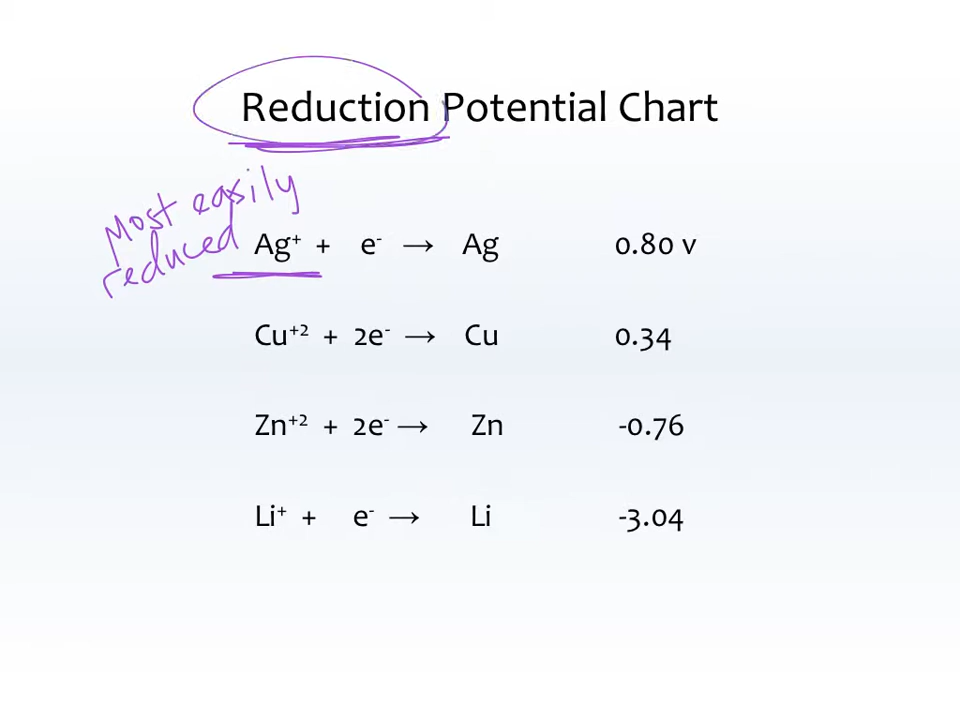 Reduction Potential Chart
Most easily
reduced
Ag⁺ + e⁻ → Ag 0.80 v
Cu⁺² + 2e⁻ → Cu 0.34
Zn⁺² + 2e⁻ → Zn -0.76
Li⁺ + e⁻ → Li -3.04